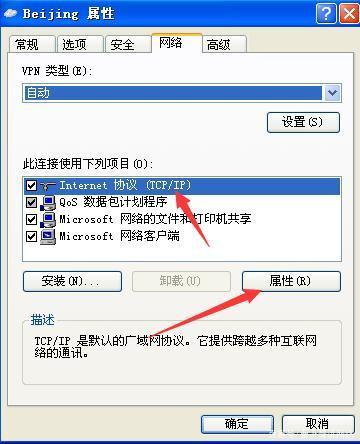 Beijing 属性
常规 选项 安全 网络 高级
VPN 类型(E):
自动
设置(S)
此连接使用下列项目(O):
Internet 协议 (TCP/IP)
QoS 数据包计划程序
Microsoft 网络的文件和打印机共享
Microsoft 网络客户端
安装(N)... 卸载(U) 属性(R)
描述
TCP/IP 是默认的广域网协议。它提供跨越多种互联网
络的通讯。
确定 取消